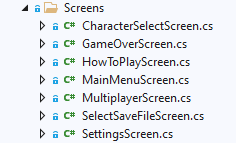 Screens
C# CharacterSelectScreen.cs
C# GameOverScreen.cs
C# HowToPlayScreen.cs
C# MainMenuScreen.cs
C# MultiplayerScreen.cs
C# SelectSaveFileScreen.cs
C# SettingsScreen.cs